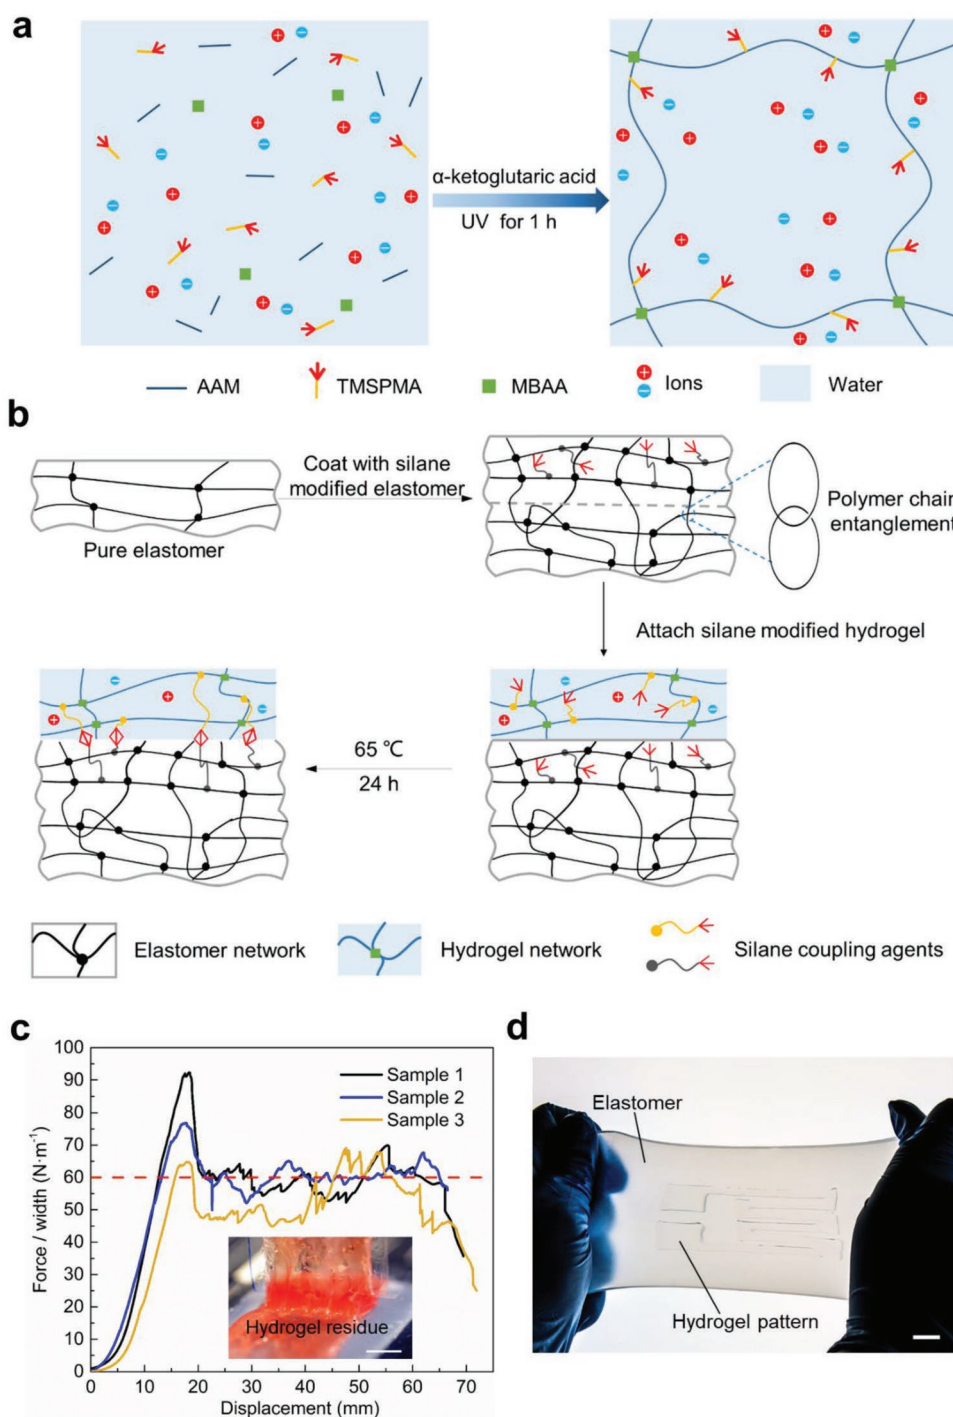 a
α-ketoglutaric acid
UV for 1 h
AAM
TMSPMA
MBAA
Ions
Water
b
Pure elastomer
Coat with silane
modified elastomer
Polymer chain
entanglement
Attach silane modified hydrogel
65 ℃
24 h
Elastomer network
Hydrogel network
Silane coupling agents
c
Force / width (N·m⁻¹)
100
90
80
70
60
50
40
30
20
10
0
Sample 1
Sample 2
Sample 3
Hydrogel residue
0 10 20 30 40 50 60 70
Displacement (mm)
d
Elastomer
Hydrogel pattern